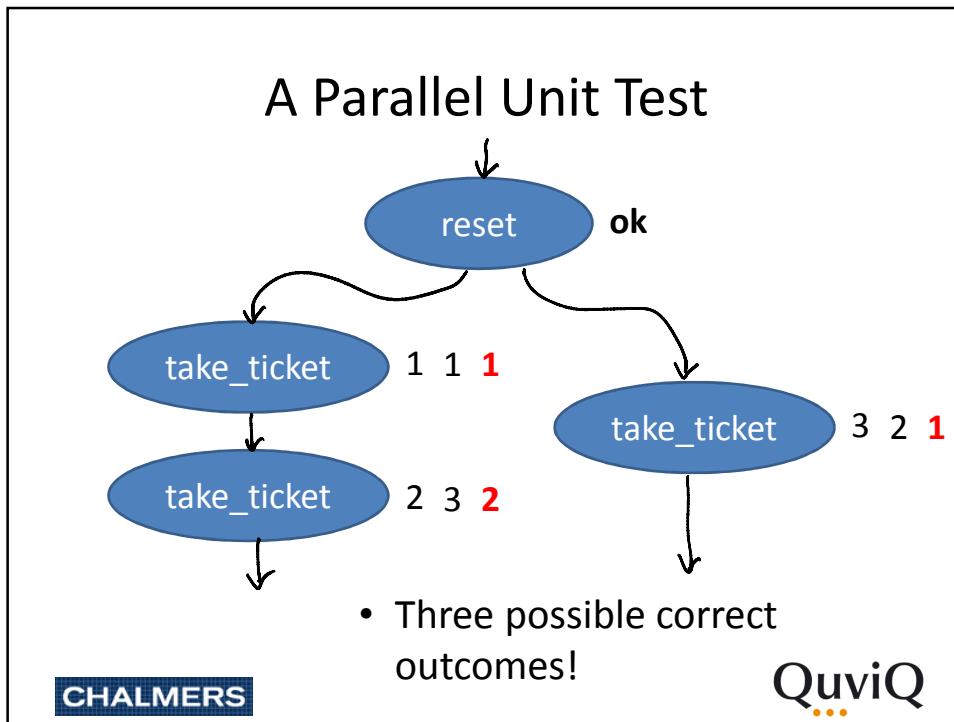 A Parallel Unit Test
reset ok
take_ticket 1 1 1
take_ticket 3 2 1
take_ticket 2 3 2
• Three possible correct
outcomes!
CHALMERS
QuviQ